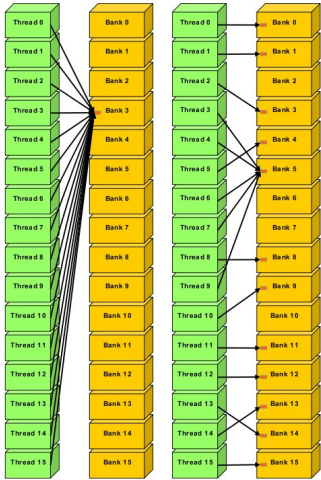 Thread 0 Bank 0 Thread 0 Bank 0
Thread 1 Bank 1 Thread 1 Bank 1
Thread 2 Bank 2 Thread 2 Bank 2
Thread 3 Bank 3 Thread 3 Bank 3
Thread 4 Bank 4 Thread 4 Bank 4
Thread 5 Bank 5 Thread 5 Bank 5
Thread 6 Bank 6 Thread 6 Bank 6
Thread 7 Bank 7 Thread 7 Bank 7
Thread 8 Bank 8 Thread 8 Bank 8
Thread 9 Bank 9 Thread 9 Bank 9
Thread 10 Bank 10 Thread 10 Bank 10
Thread 11 Bank 11 Thread 11 Bank 11
Thread 12 Bank 12 Thread 12 Bank 12
Thread 13 Bank 13 Thread 13 Bank 13
Thread 14 Bank 14 Thread 14 Bank 14
Thread 15 Bank 15 Thread 15 Bank 15